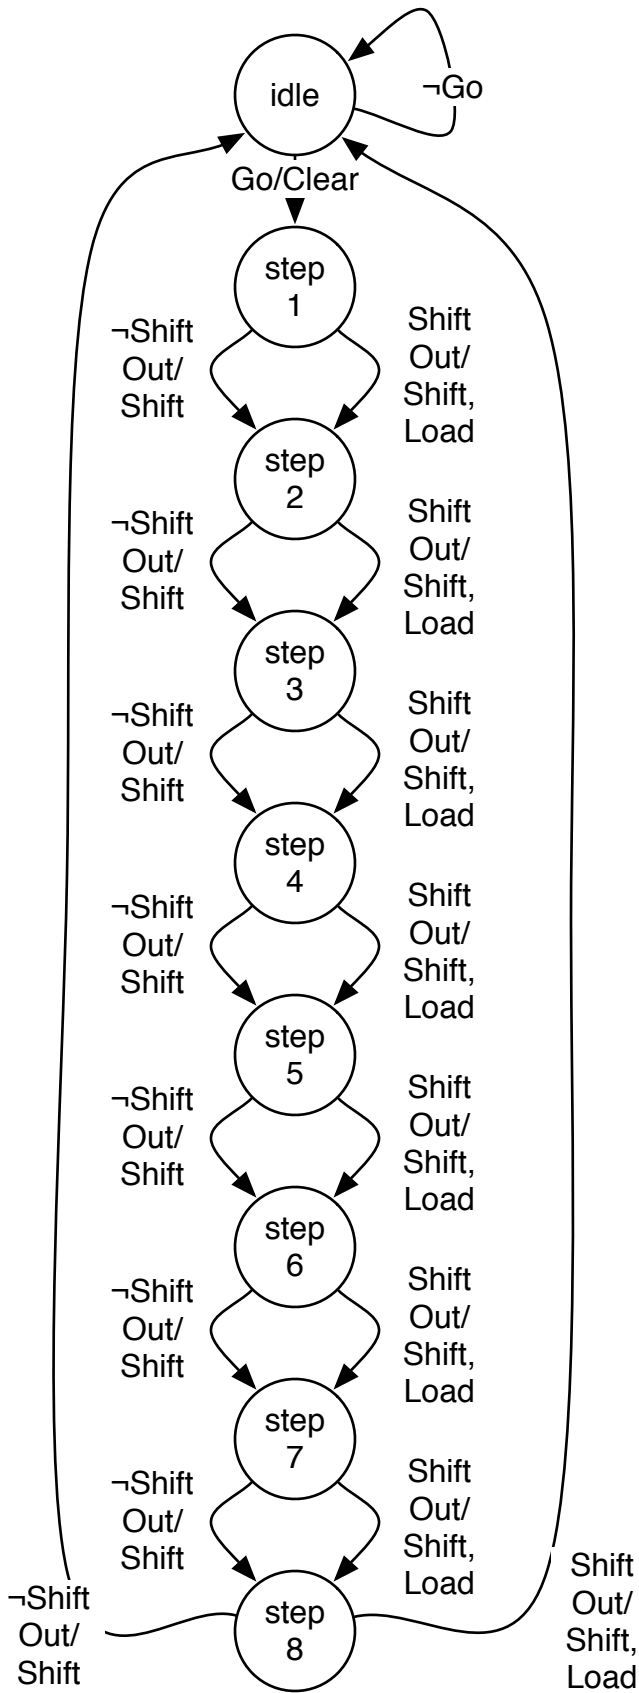 idle
¬Go
Go/Clear
step
1
¬Shift
Out/
Shift
Shift
Out/
Shift,
Load
step
2
¬Shift
Out/
Shift
Shift
Out/
Shift,
Load
step
3
¬Shift
Out/
Shift
Shift
Out/
Shift,
Load
step
4
¬Shift
Out/
Shift
Shift
Out/
Shift,
Load
step
5
¬Shift
Out/
Shift
Shift
Out/
Shift,
Load
step
6
¬Shift
Out/
Shift
Shift
Out/
Shift,
Load
step
7
¬Shift
Out/
Shift
Shift
Out/
Shift,
Load
step
8
¬Shift
Out/
Shift
Shift
Out/
Shift,
Load